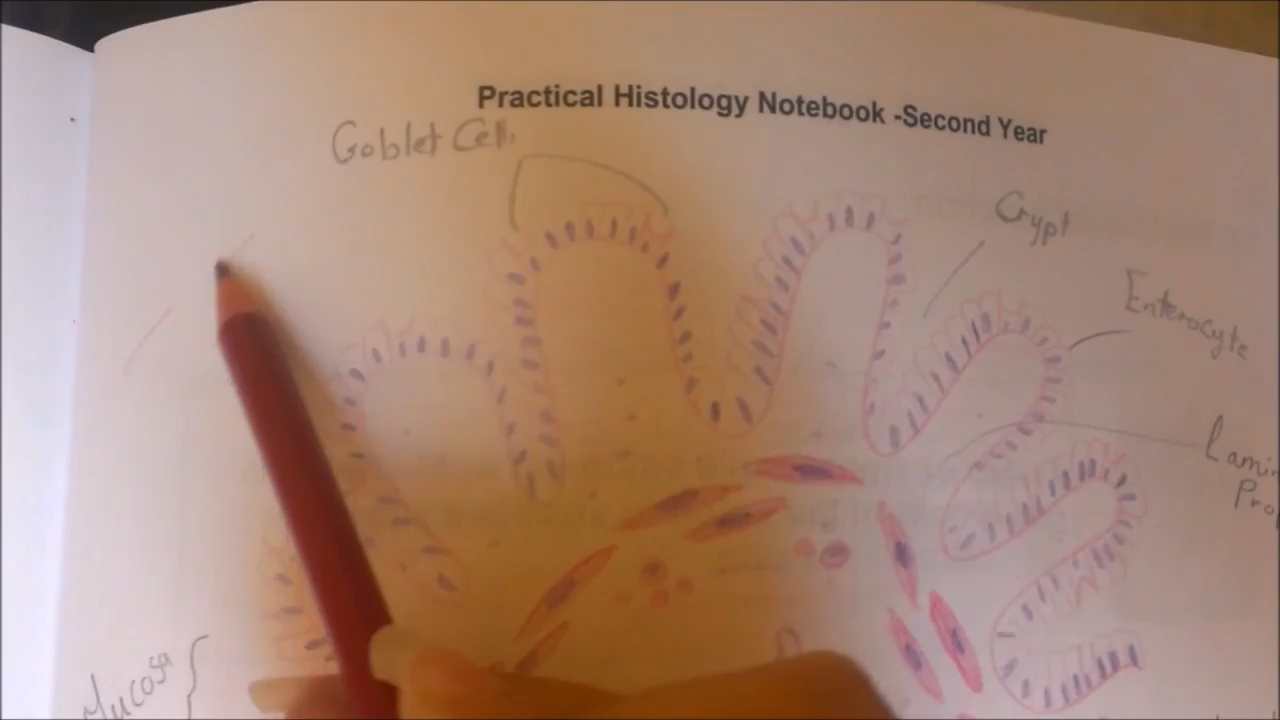 Practical Histology Notebook -Second Year
Goblet Cell
Crypt
Enterocyte
Mucosa